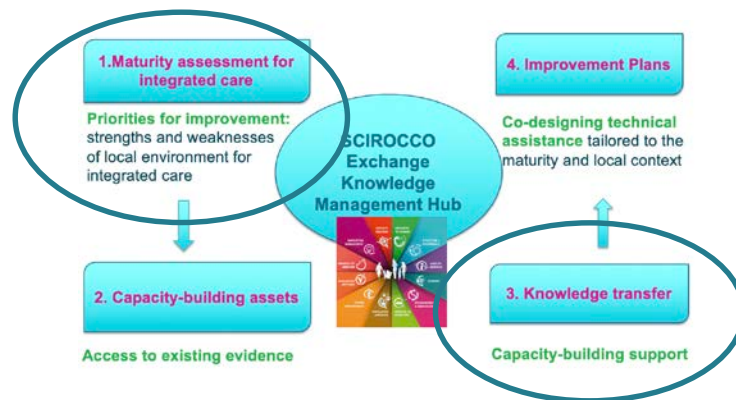 1.Maturity assessment for
integrated care
Priorities for improvement:
strengths and weaknesses
of local environment for
integrated care
2. Capacity-building assets
Access to existing evidence
SCIROCCO
Exchange
Knowledge
Management Hub
4. Improvement Plans
Co-designing technical
assistance tailored to the
maturity and local context
3. Knowledge transfer
Capacity-building support